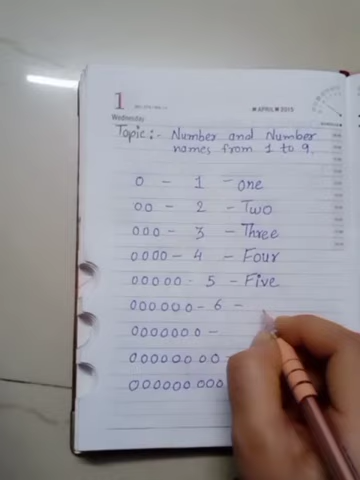 1
■ APRIL ■ 2019
Wednesday
Topic:- Number and Number
names from 1 to 9.
0 - 1 - one
00 - 2 - Two
000 - 3 - Three
0000 - 4 - Four
00000 - 5 - Five
000000 - 6 -
0000000 -
00000000 -
000000000